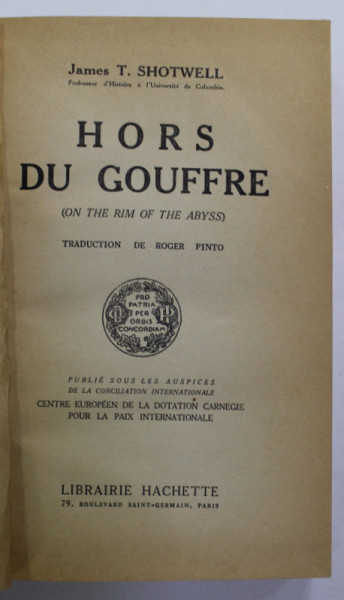 James T. SHOTWELL
Professeur d'Histoire à l'Université de Columbia.
HORS
DU GOUFFRE
(ON THE RIM OF THE ABYSS)
TRADUCTION DE ROGER PINTO
PRO
PATRIA
PER
ORBIS
CONCORDIAM
PUBLIÉ SOUS LES AUSPICES
DE LA CONCILIATION INTERNATIONALE
CENTRE EUROPÉEN DE LA DOTATION CARNEGIE
POUR LA PAIX INTERNATIONALE
LIBRAIRIE HACHETTE
79, BOULEVARD SAINT-GERMAIN, PARIS